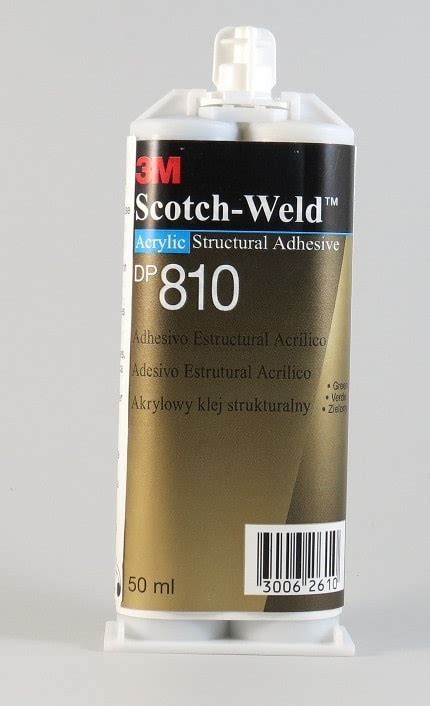 3M
Scotch-Weld™
Acrylic Structural Adhesive
DP 810
Adhesivo Estructural Acrílico
Adesivo Estrutural Acrílico
Akrylowy klej strukturalny
• Green
• Verde
50 ml
3006 2610